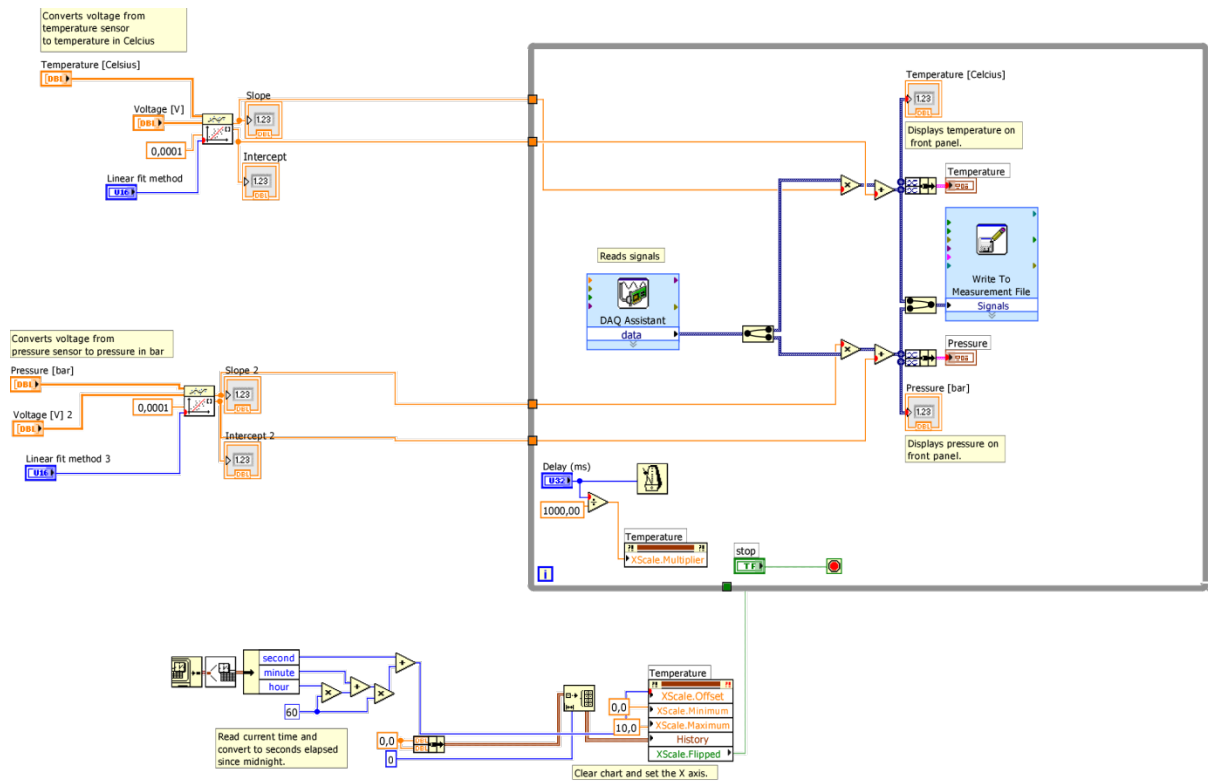 Converts voltage from
temperature sensor
to temperature in Celcius
Temperature [Celsius]
DBL
Voltage [V]
DBL
0,0001
Linear fit method
U16
Slope
1.23
DBL
Intercept
1.23
DBL
Converts voltage from
pressure sensor to pressure in bar
Pressure [bar]
DBL
Voltage [V] 2
DBL
0,0001
Linear fit method 3
U16
Slope 2
1.23
DBL
Intercept 2
1.23
DBL
Reads signals
DAQ Assistant
data
Temperature [Celcius]
1.23
Displays temperature on
front panel.
Temperature
Write To
Measurement File
Signals
Pressure
Pressure [bar]
1.23
DBL
Displays pressure on
front panel.
Delay (ms)
U32
1000,00
Temperature
XScale.Multiplier
stop
TF
i
second
minute
hour
60
Read current time and
convert to seconds elapsed
since midnight.
0,0
DBL
DBL
0
Clear chart and set the X axis.
0,0
10,0
Temperature
XScale.Offset
XScale.Minimum
XScale.Maximum
History
XScale.Flipped